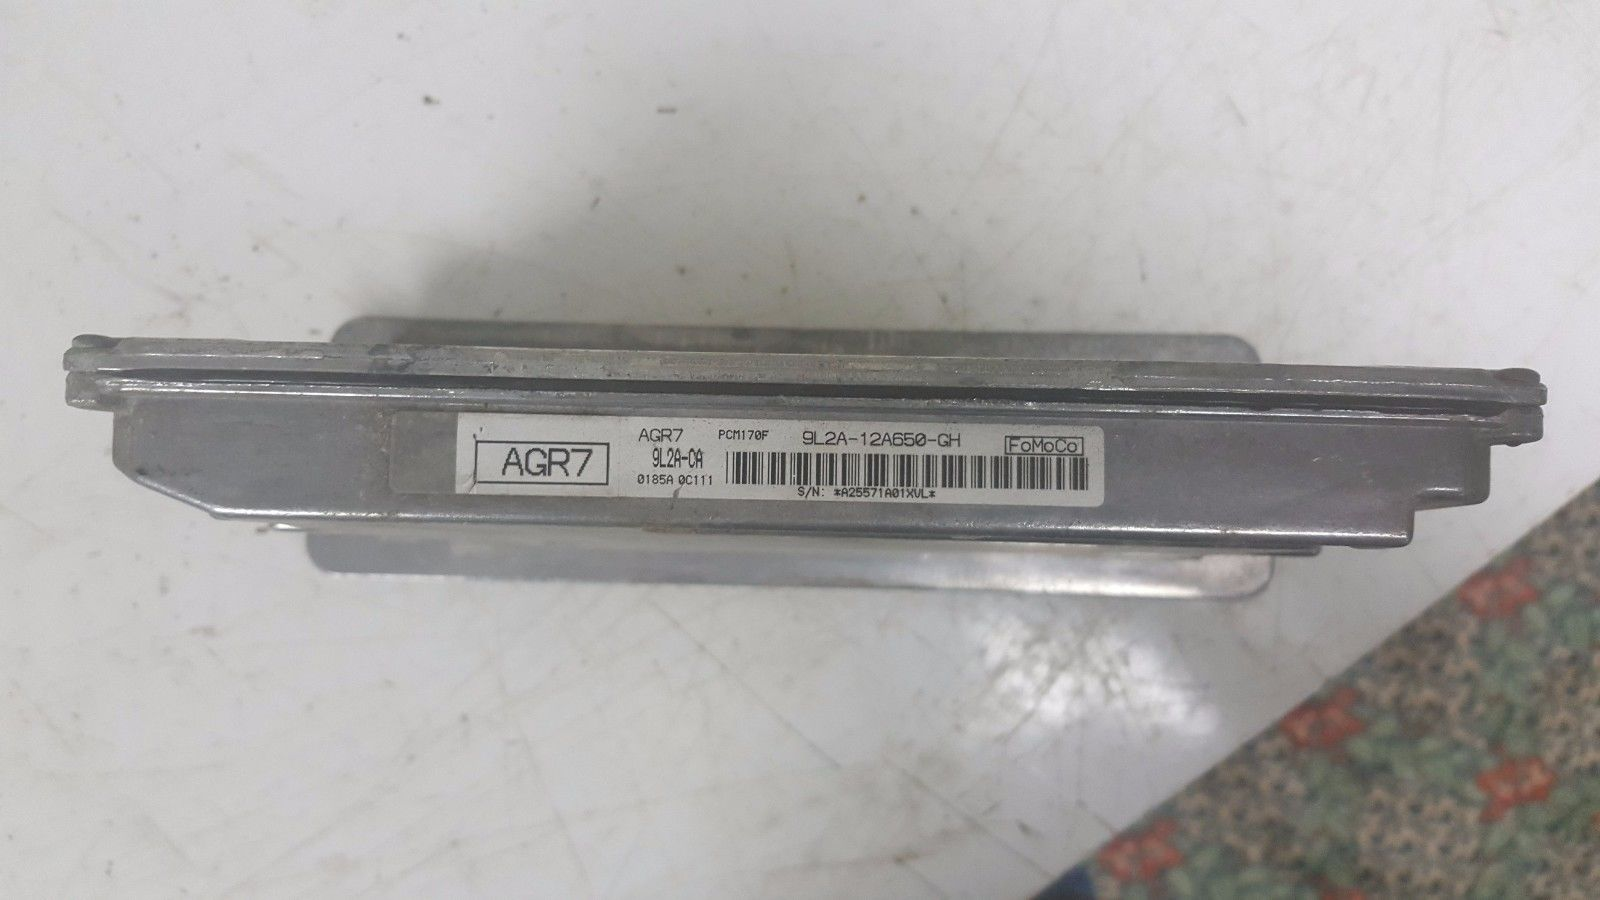 AGR7
AGR7 PCM170F 9L2A-12A650-GH FoMoCo
9L2A-CA
0185A 0C111
S/N: *A25571A01XVL*